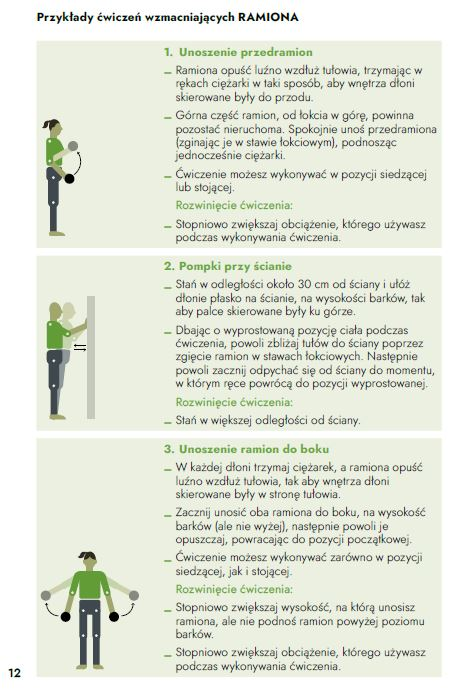 Przykłady ćwiczeń wzmacniających RAMIONA
1. Unoszenie przedramion
– Ramiona opuść luźno wzdłuż tułowia, trzymając w
rękach ciężarki w taki sposób, aby wnętrza dłoni
skierowane były do przodu.
– Górna część ramion, od łokcia w górę, powinna
pozostać nieruchoma. Spokojnie unoś przedramiona
(zginając je w stawie łokciowym), podnosząc
jednocześnie ciężarki.
– Ćwiczenie możesz wykonywać w pozycji siedzącej
lub stojącej.
Rozwinięcie ćwiczenia:
– Stopniowo zwiększaj obciążenie, którego używasz
podczas wykonywania ćwiczenia.
2. Pompki przy ścianie
– Stań w odległości około 30 cm od ściany i ułóż
dłonie płasko na ścianie, na wysokości barków, tak
aby palce skierowane były ku górze.
– Dbając o wyprostowaną pozycję ciała podczas
ćwiczenia, powoli zbliżaj tułów do ściany poprzez
zgięcie ramion w stawach łokciowych. Następnie
powoli zacznij odpychać się od ściany do momentu,
w którym ręce powrócą do pozycji wyprostowanej.
Rozwinięcie ćwiczenia:
– Stań w większej odległości od ściany.
3. Unoszenie ramion do boku
– W każdej dłoni trzymaj ciężarek, a ramiona opuść
luźno wzdłuż tułowia, tak aby wnętrza dłoni
skierowane były w stronę tułowia.
– Zacznij unosić oba ramiona do boku, na wysokość
barków (ale nie wyżej), następnie powoli je
opuszczaj, powracając do pozycji początkowej.
– Ćwiczenie możesz wykonywać zarówno w pozycji
siedzącej, jak i stojącej.
Rozwinięcie ćwiczenia:
– Stopniowo zwiększaj wysokość, na którą unosisz
ramiona, ale nie podnoś ramion powyżej poziomu
barków.
– Stopniowo zwiększaj obciążenie, którego używasz
podczas wykonywania ćwiczenia.
12